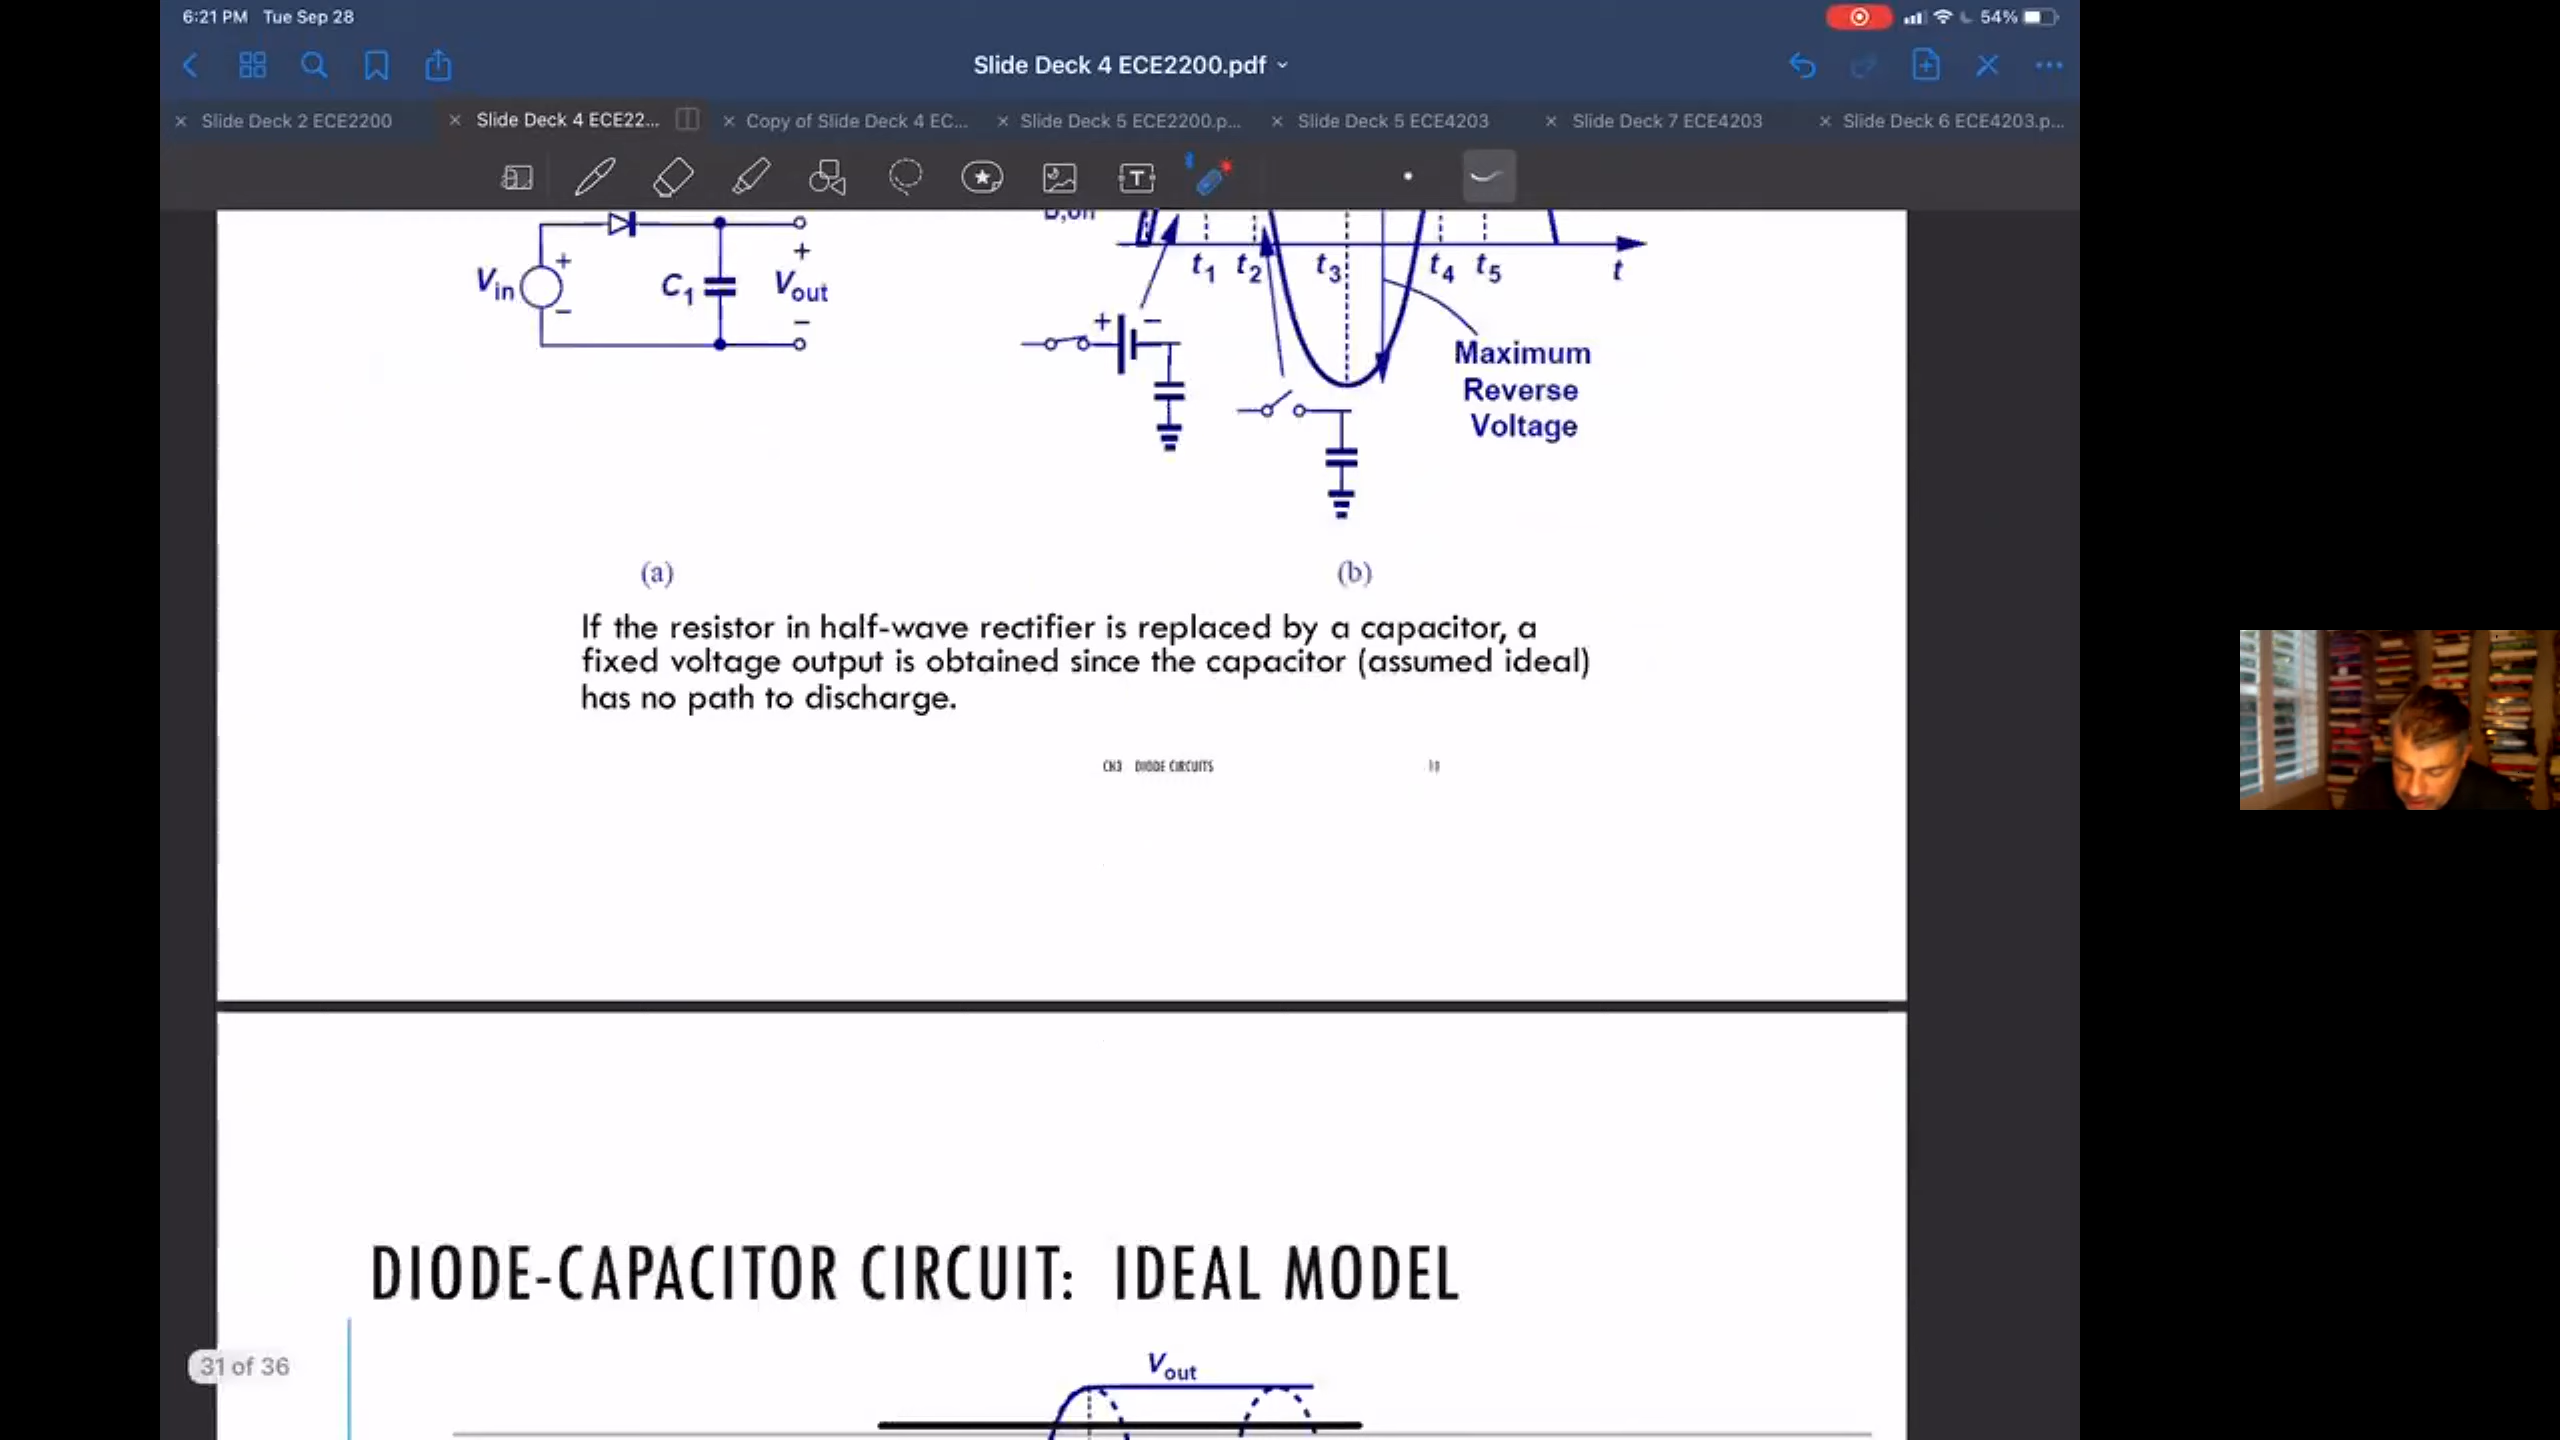 6:21 PM Tue Sep 28
54%
Slide Deck 4 ECE2200.pdf
Slide Deck 2 ECE2200
Slide Deck 4 ECE22...
Copy of Slide Deck 4 EC...
Slide Deck 5 ECE2200.p...
Slide Deck 5 ECE4203
Slide Deck 7 ECE4203
Slide Deck 6 ECE4203.p...
T
D,on
Vin + −
C1
+ Vout −
t1 t2 t3 t4 t5 t
+ −
Maximum
Reverse
Voltage
(a) (b)
If the resistor in half-wave rectifier is replaced by a capacitor, a
fixed voltage output is obtained since the capacitor (assumed ideal)
has no path to discharge.
CH3 DIODE CIRCUITS
DIODE-CAPACITOR CIRCUIT: IDEAL MODEL
31 of 36
Vout